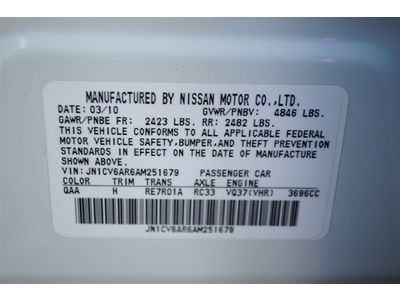 MANUFACTURED BY NISSAN MOTOR CO.,LTD.
DATE: 03/10 GVWR/PNBV: 4846 LBS.
GAWR/PNBE FR: 2423 LBS. RR: 2482 LBS.
THIS VEHICLE CONFORMS TO ALL APPLICABLE FEDERAL
MOTOR VEHICLE SAFETY,BUMPER,AND THEFT PREVENTION
STANDARDS IN EFFECT ON THE DATE OF MANUFACTURE
SHOWN ABOVE.
VIN: JN1CV6AR6AM251679 PASSENGER CAR
COLOR TRIM TRANS AXLE ENGINE
QAA H RE7R01A RC33 VQ37(VHR) 3696CC
JN1CV6AR6AM251679